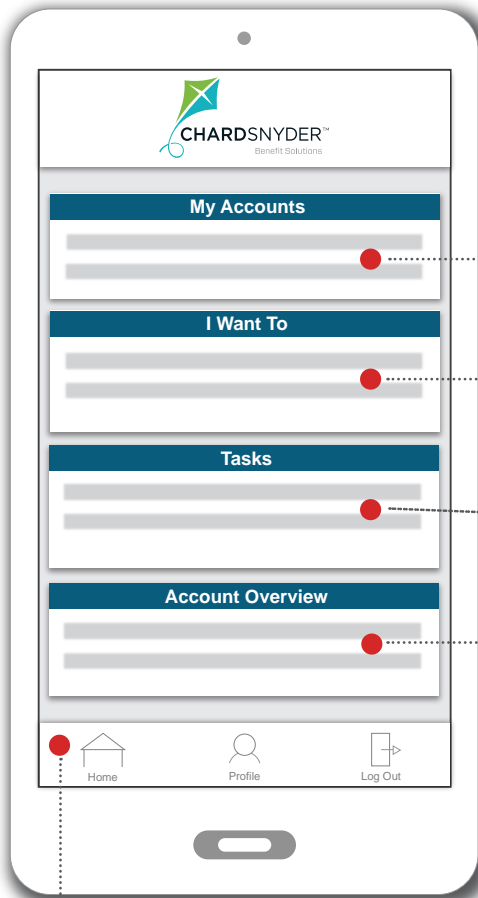 CHARDSNYDER™
Benefit Solutions
My Accounts
I Want To
Tasks
Account Overview
Home Profile Log Out